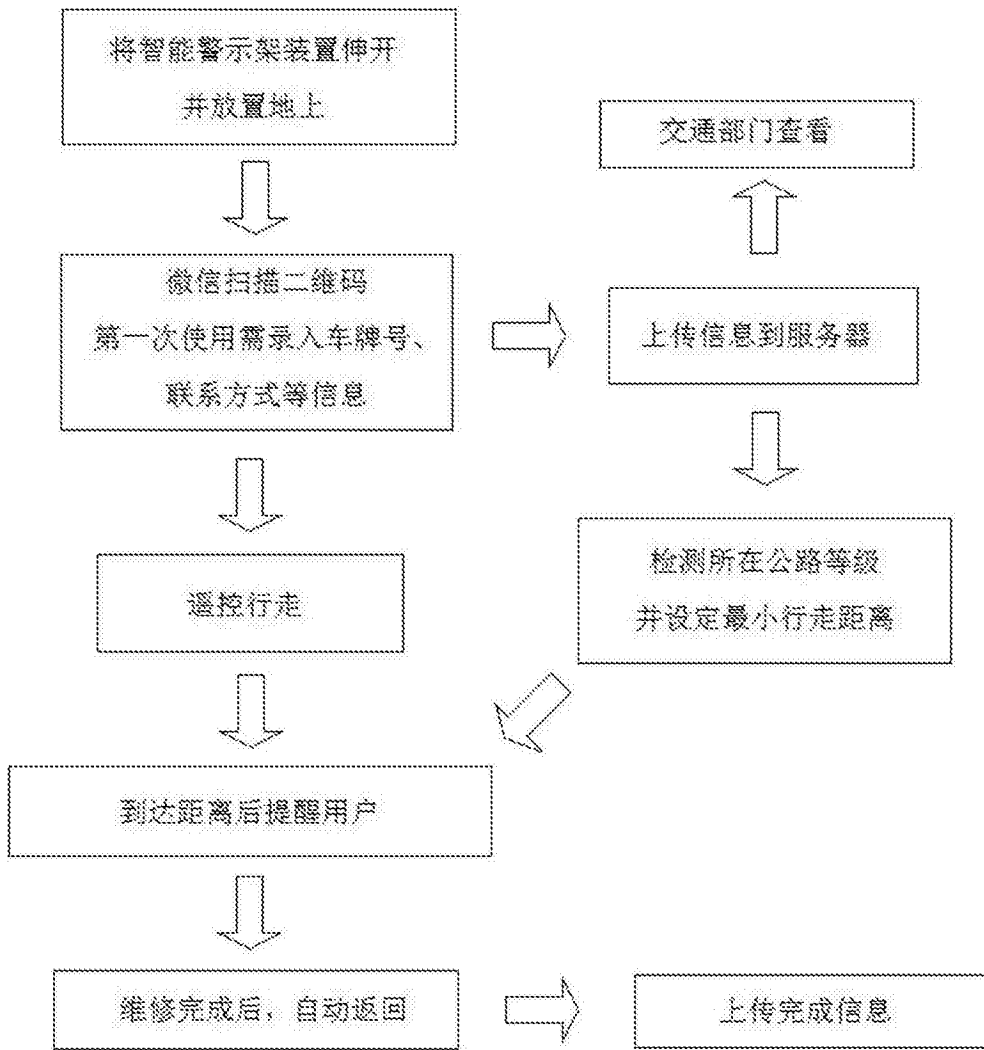 将智能警示架装置伸开
并放置地上
交通部门查看
微信扫描二维码
第一次使用需录入车牌号、
联系方式等信息
上传信息到服务器
检测所在公路等级
并设定最小行走距离
遥控行走
到达距离后提醒用户
维修完成后，自动返回
上传完成信息